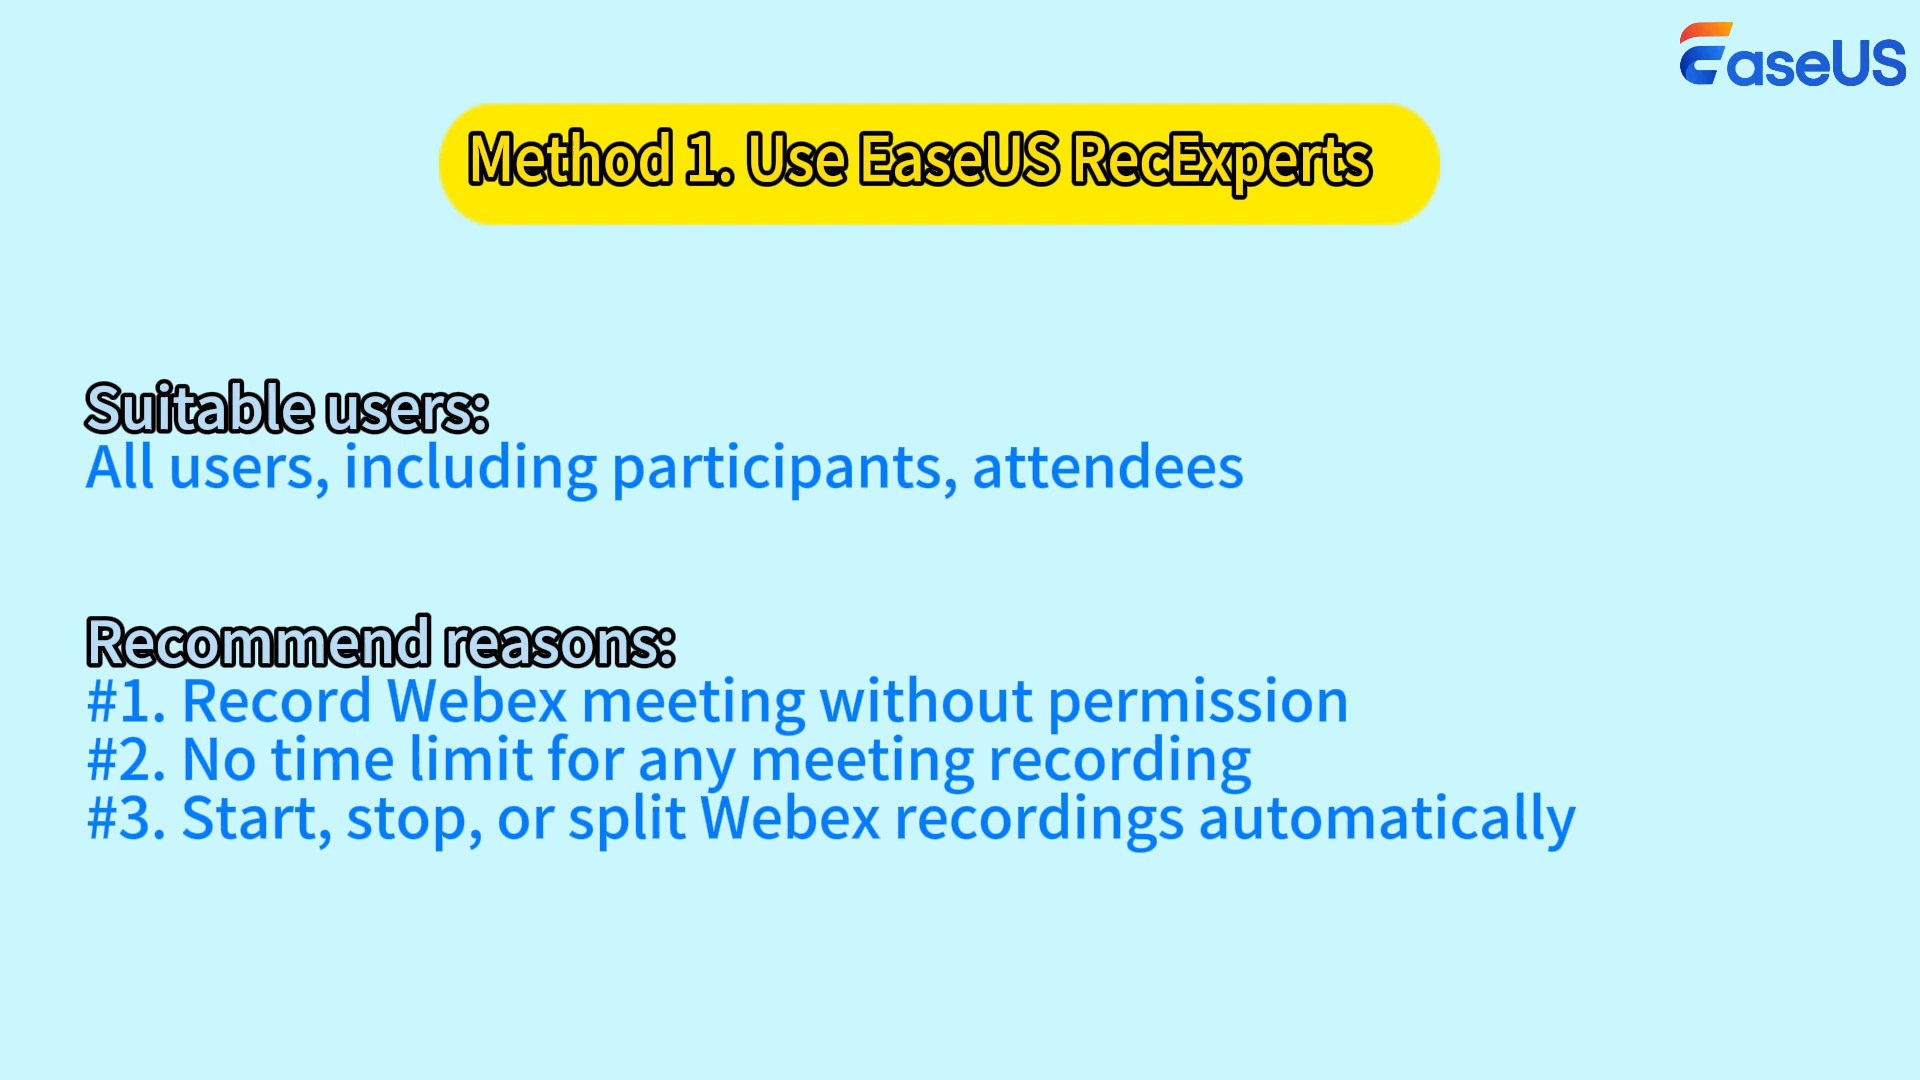 EaseUS
Method 1. Use EaseUS RecExperts
Suitable users:
All users, including participants, attendees
Recommend reasons:
#1. Record Webex meeting without permission
#2. No time limit for any meeting recording
#3. Start, stop, or split Webex recordings automatically